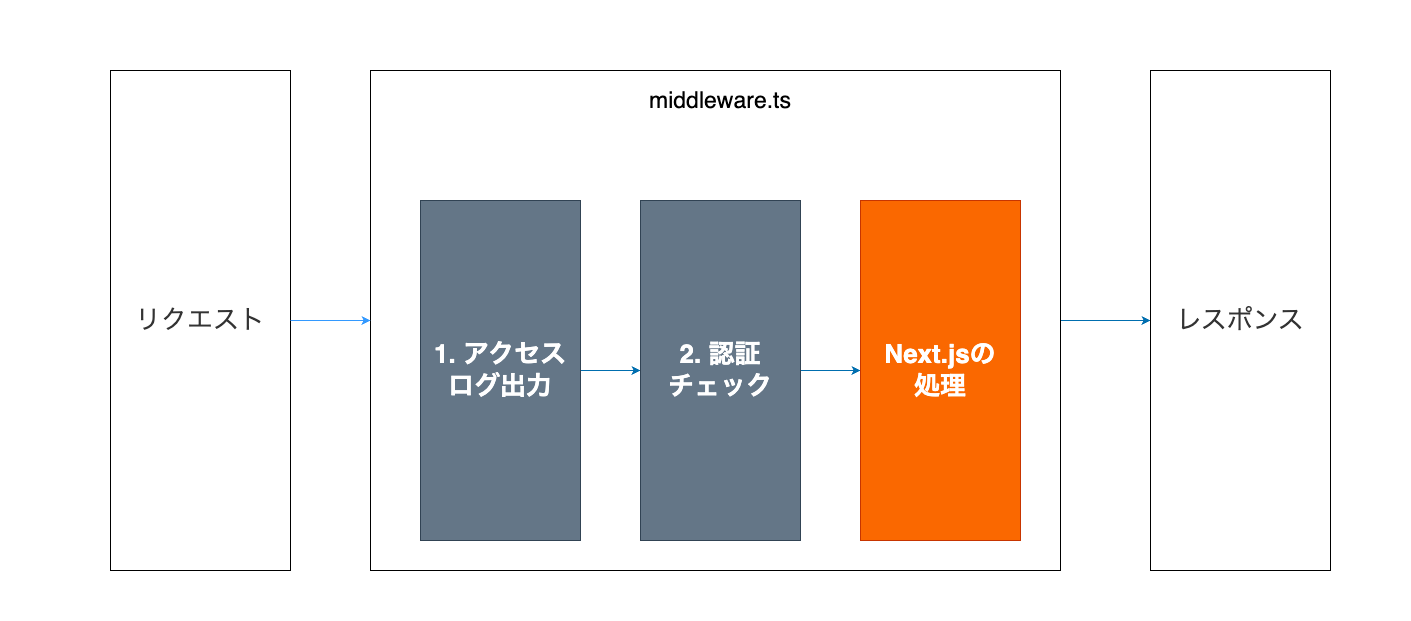 middleware.ts
リクエスト
1. アクセス
ログ出力
2. 認証
チェック
Next.jsの
処理
レスポンス